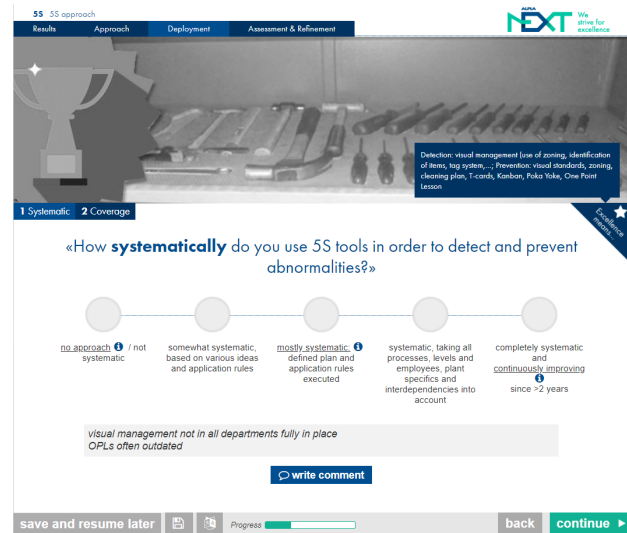 5S 5S approach
Results Approach Deployment Assessment & Refinement
ALPLA
NEXT
We
strive for
excellence
Detection: visual management (use of zoning, identification
of items, tag system,...; Prevention: visual standards, zoning,
cleaning plan, T-cards, Kanban, Poka Yoke, One Point
Lesson
1 Systematic 2 Coverage
Excellence
means...
«How systematically do you use 5S tools in order to detect and prevent
abnormalities?»
no approach i / not
systematic
somewhat systematic,
based on various ideas
and application rules
mostly systematic, i
defined plan and
application rules
executed
systematic, taking all
processes, levels and
employees, plant
specifics and
interdependencies into
account
completely systematic
and
continuously improving
i
since >2 years
visual management not in all departments fully in place
OPLs often outdated
write comment
save and resume later Progress back continue